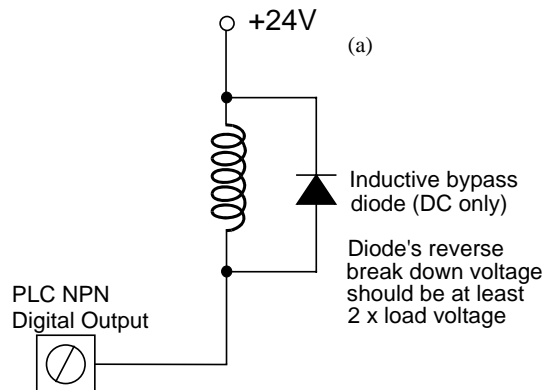 +24V
(a)
Inductive bypass
diode (DC only)
Diode's reverse
break down voltage
should be at least
2 x load voltage
PLC NPN
Digital Output